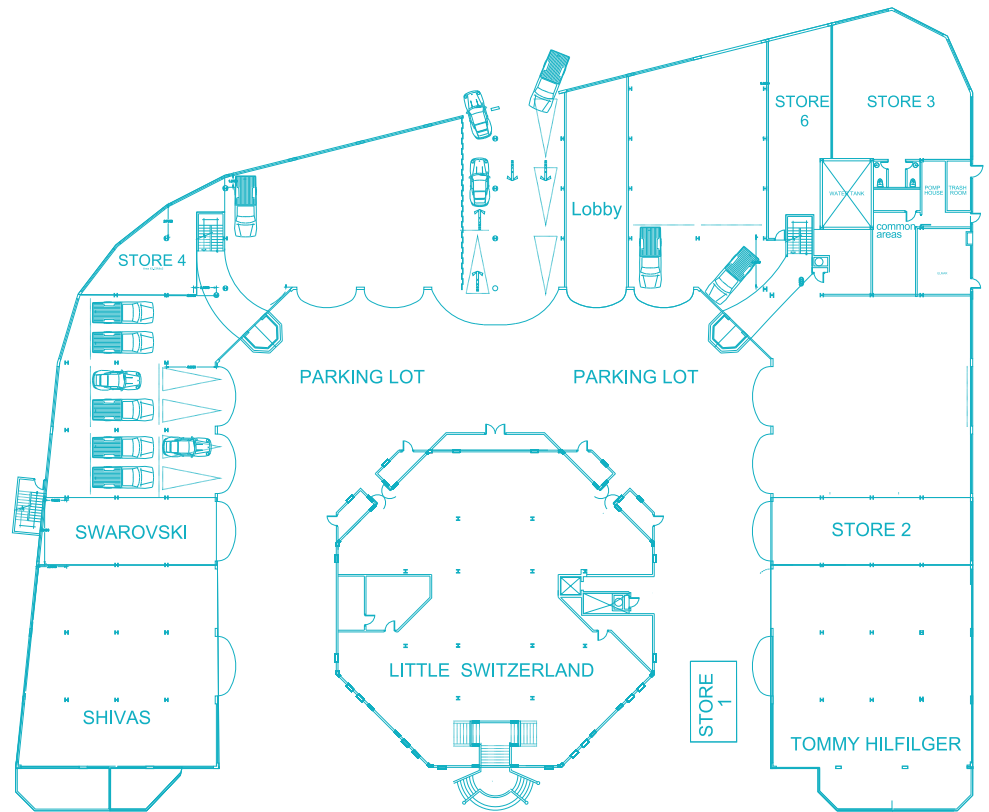 STORE
6
STORE 3
WATER TANK
POMP
HOUSE
TRASH
ROOM
Lobby
common
areas
STORE 4
PARKING LOT
PARKING LOT
SWAROVSKI
STORE 2
LITTLE SWITZERLAND
STORE
1
SHIVAS
TOMMY HILFILGER